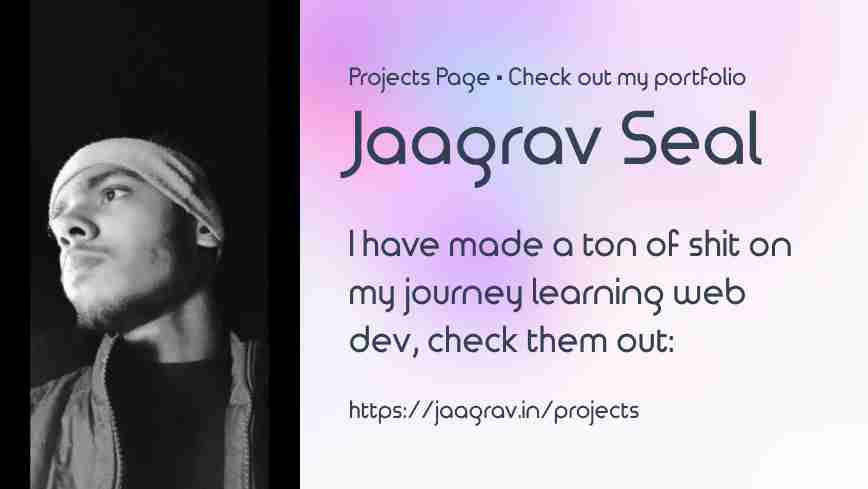 Projects Page • Check out my portfolio
Jaagrav Seal
I have made a ton of shit on
my journey learning web
dev, check them out:
https://jaagrav.in/projects